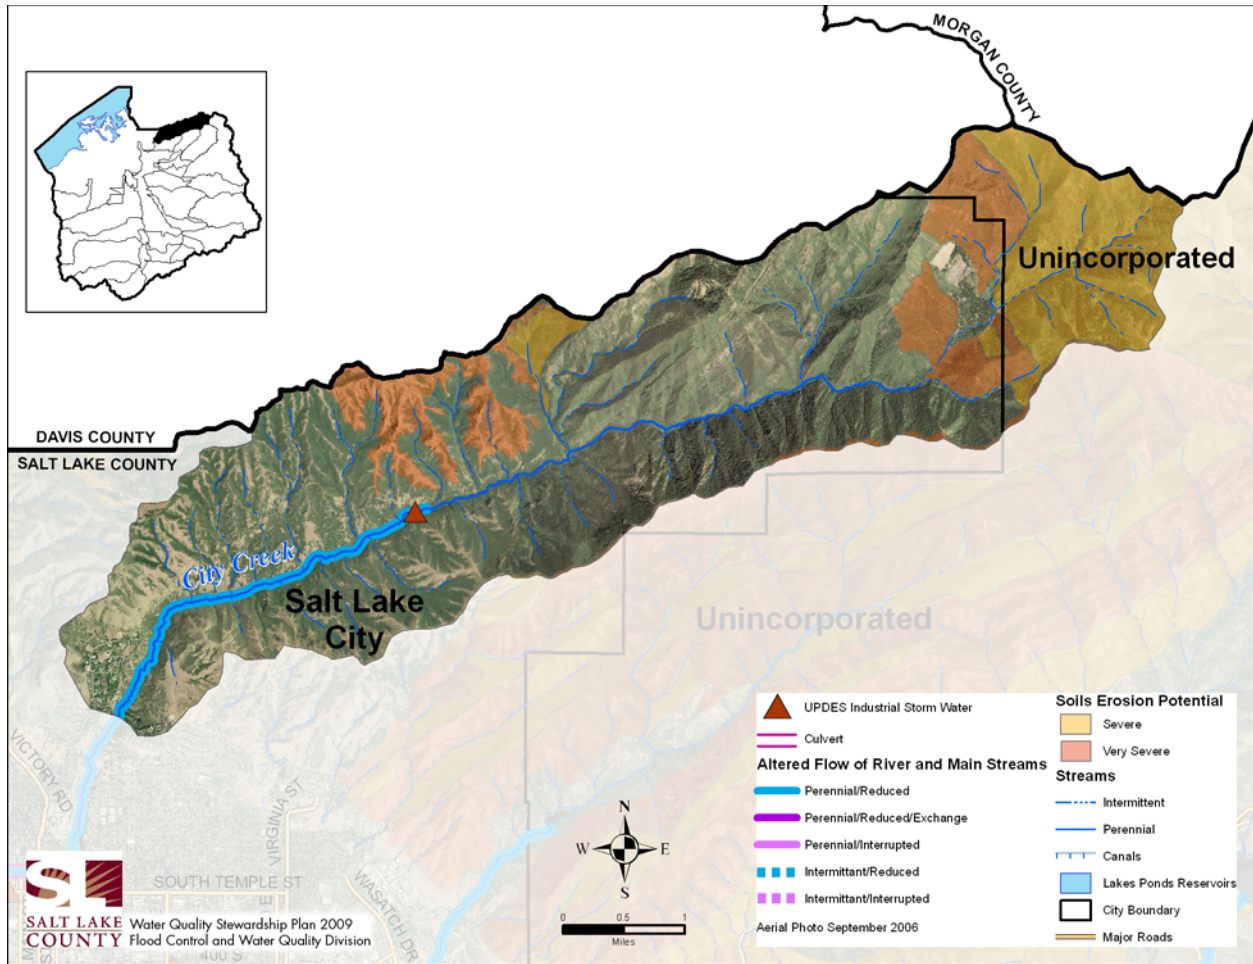 MORGAN COUNTY
Unincorporated
DAVIS COUNTY
SALT LAKE COUNTY
City Creek
Salt Lake
City
Unincorporated
VICTORY RD
VIRGINIA ST
SOUTH TEMPLE ST
WASATCH DR
400 S
SL
SALT LAKE
COUNTY
Water Quality Stewardship Plan 2009
Flood Control and Water Quality Division
N
W
E
S
0 0.5 1
Miles
UPDES Industrial Storm Water
Culvert
Altered Flow of River and Main Streams
Perennial/Reduced
Perennial/Reduced/Exchange
Perennial/Interrupted
Intermittant/Reduced
Intermittant/Interrupted
Aerial Photo September 2006
Soils Erosion Potential
Severe
Very Severe
Streams
Intermittent
Perennial
Canals
Lakes Ponds Reservoirs
City Boundary
Major Roads